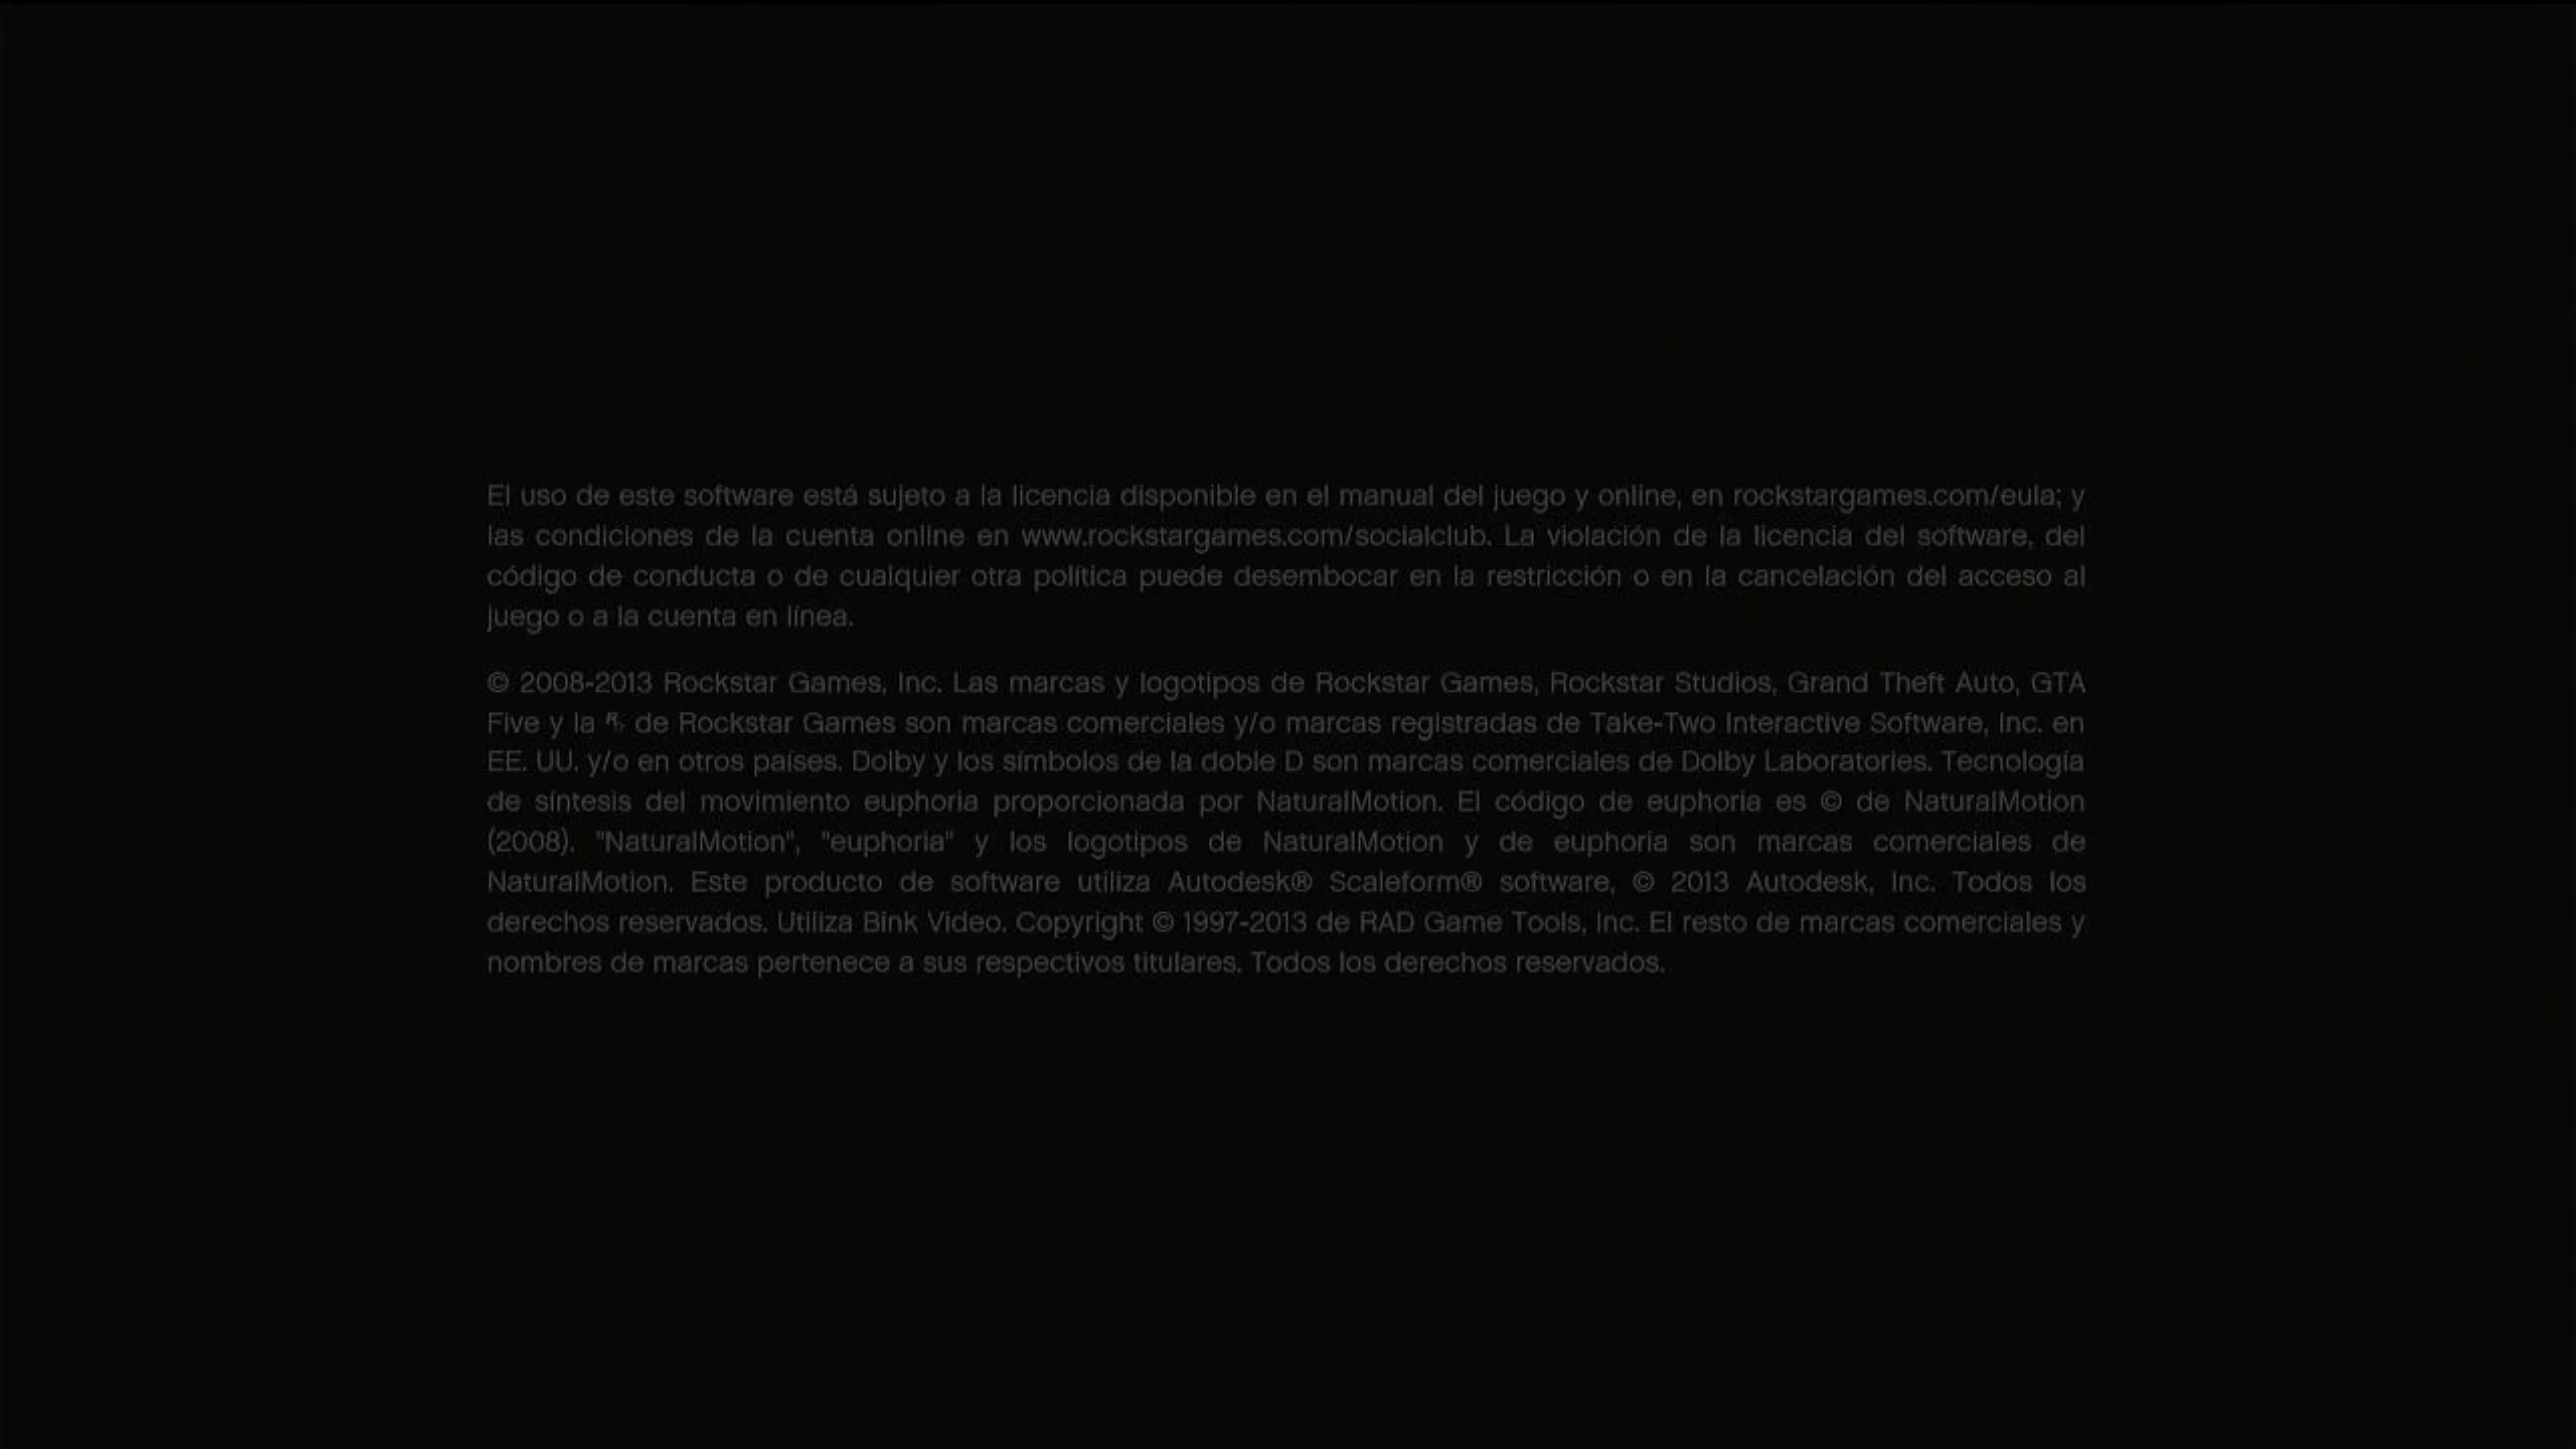 El uso de este software está sujeto a la licencia disponible en el manual del juego y online, en rockstargames.com/eula; y
las condiciones de la cuenta online en www.rockstargames.com/socialclub. La violación de la licencia del software, del
código de conducta o de cualquier otra política puede desembocar en la restricción o en la cancelación del acceso al
juego o a la cuenta en línea.
© 2008-2013 Rockstar Games, Inc. Las marcas y logotipos de Rockstar Games, Rockstar Studios, Grand Theft Auto, GTA
Five y la R* de Rockstar Games son marcas comerciales y/o marcas registradas de Take-Two Interactive Software, Inc. en
EE. UU. y/o en otros países. Dolby y los símbolos de la doble D son marcas comerciales de Dolby Laboratories. Tecnología
de síntesis del movimiento euphoria proporcionada por NaturalMotion. El código de euphoria es © de NaturalMotion
(2008). "NaturalMotion", "euphoria" y los logotipos de NaturalMotion y de euphoria son marcas comerciales de
NaturalMotion. Este producto de software utiliza Autodesk® Scaleform® software, © 2013 Autodesk, Inc. Todos los
derechos reservados. Utiliza Bink Video. Copyright © 1997-2013 de RAD Game Tools, Inc. El resto de marcas comerciales y
nombres de marcas pertenece a sus respectivos titulares. Todos los derechos reservados.